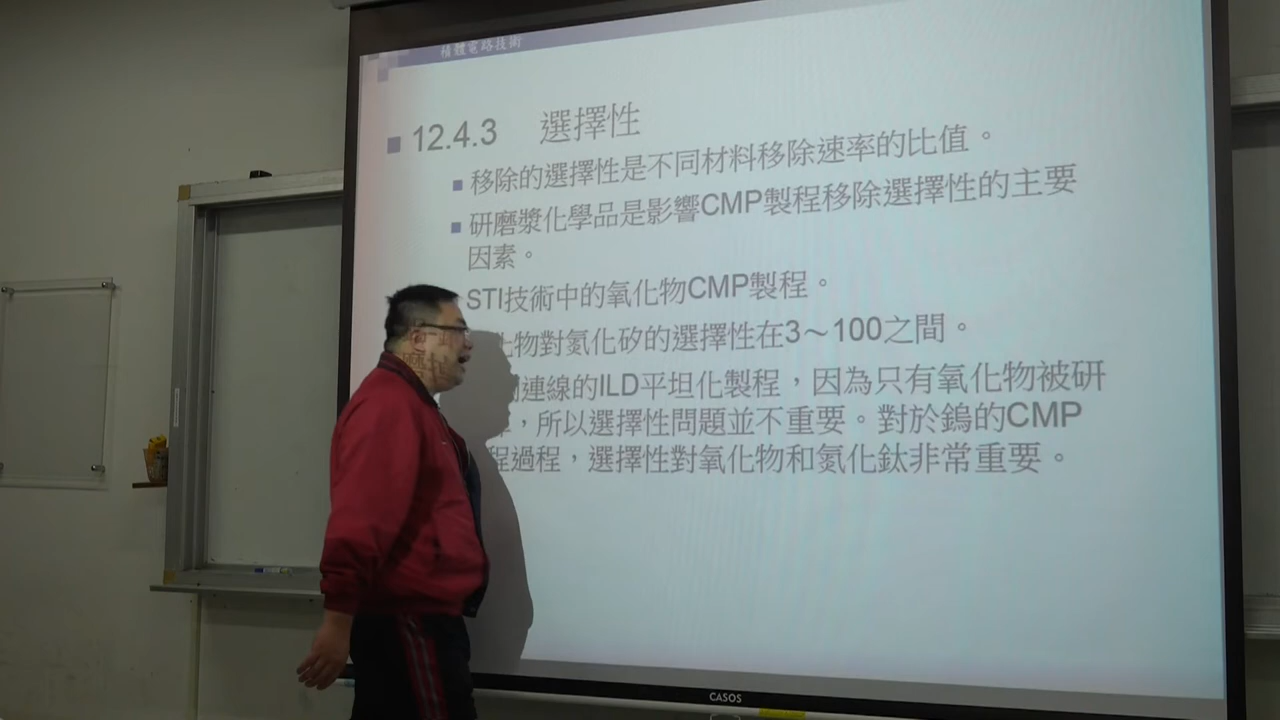 積體電路技術
12.4.3 選擇性
移除的選擇性是不同材料移除速率的比值。
研磨漿化學品是影響CMP製程移除選擇性的主要
因素。
STI技術中的氧化物CMP製程。
化物對氮化矽的選擇性在3～100之間。
連線的ILD平坦化製程，因為只有氧化物被研
，所以選擇性問題並不重要。對於鎢的CMP
程過程，選擇性對氧化物和氮化鈦非常重要。
CASOS